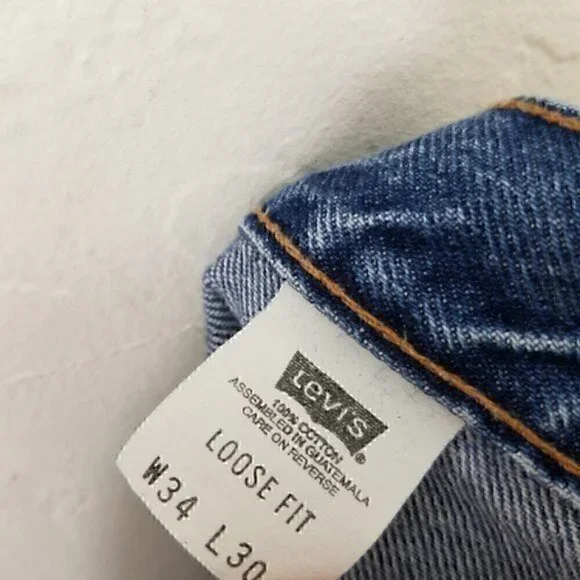 Levi's ®
100% COTTON
ASSEMBLED IN GUATEMALA
CARE ON REVERSE
LOOSE FIT
W34 L30